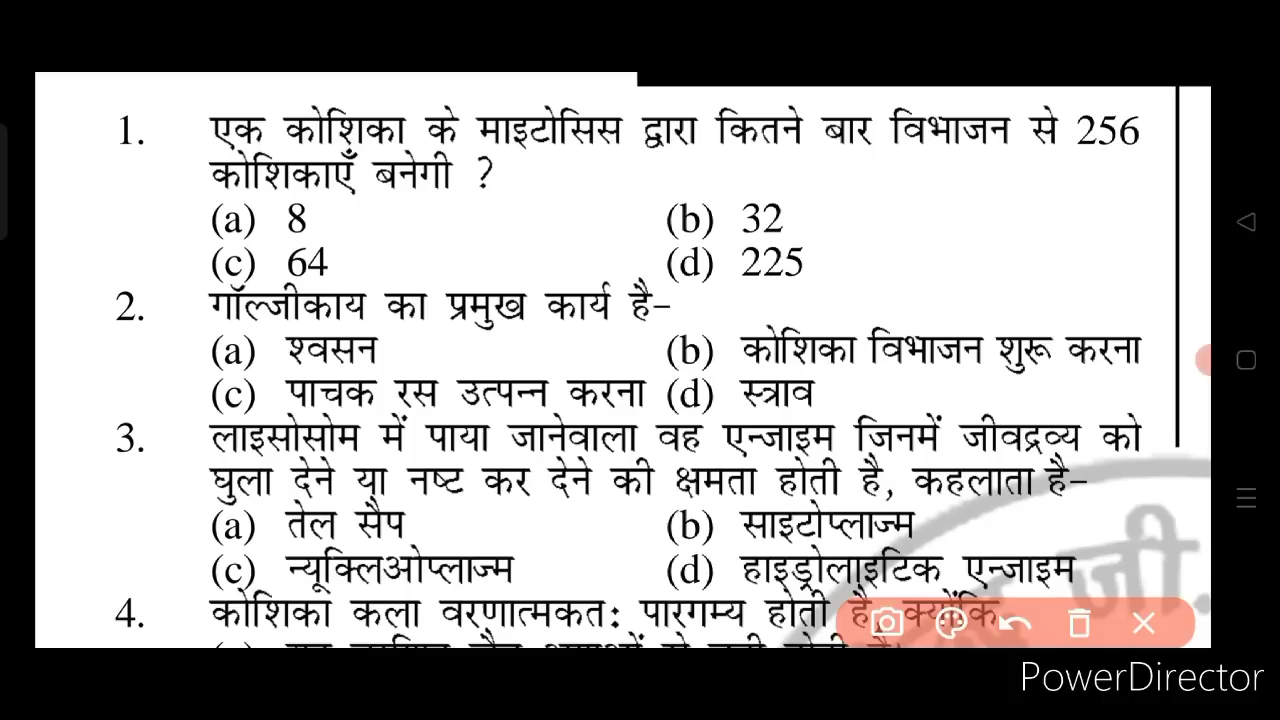 1. एक कोशिका के माइटोसिस द्वारा कितने बार विभाजन से 256
कोशिकाएँ बनेगी ?
(a) 8 (b) 32
(c) 64 (d) 225
2. गॉल्जीकाय का प्रमुख कार्य है-
(a) श्वसन (b) कोशिका विभाजन शुरू करना
(c) पाचक रस उत्पन्न करना (d) स्त्राव
3. लाइसोसोम में पाया जानेवाला वह एन्जाइम जिनमें जीवद्रव्य को
घुला देने या नष्ट कर देने की क्षमता होती है, कहलाता है-
(a) तेल सैप (b) साइटोप्लाज्म
(c) न्यूक्लिओप्लाज्म (d) हाइड्रोलाइटिक एन्जाइम
4. कोशिका कला वरणात्मकतः पारगम्य होती है, क्योंकि
जी.
PowerDirector